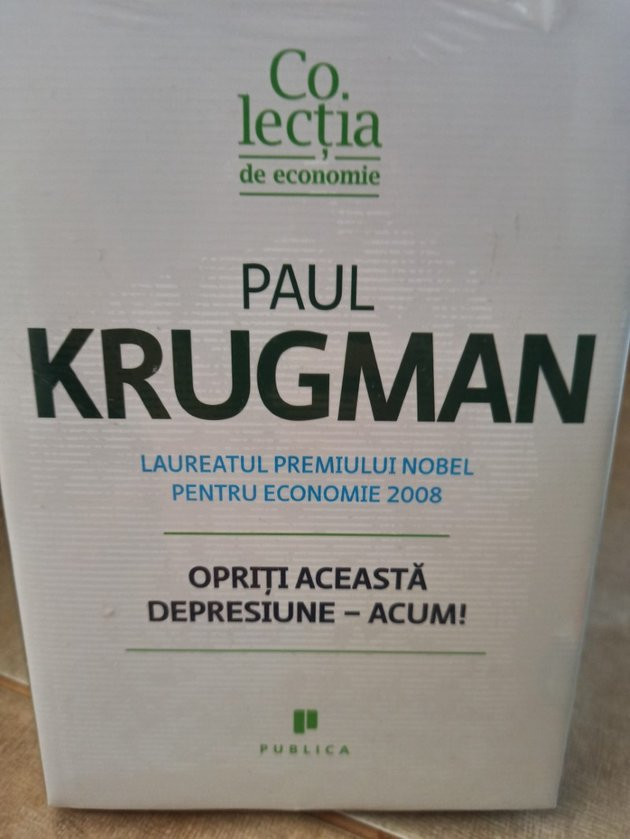 Co.
lecția
de economie
PAUL
KRUGMAN
LAUREATUL PREMIULUI NOBEL
PENTRU ECONOMIE 2008
OPRIȚI ACEASTĂ
DEPRESIUNE – ACUM!
PUBLICA